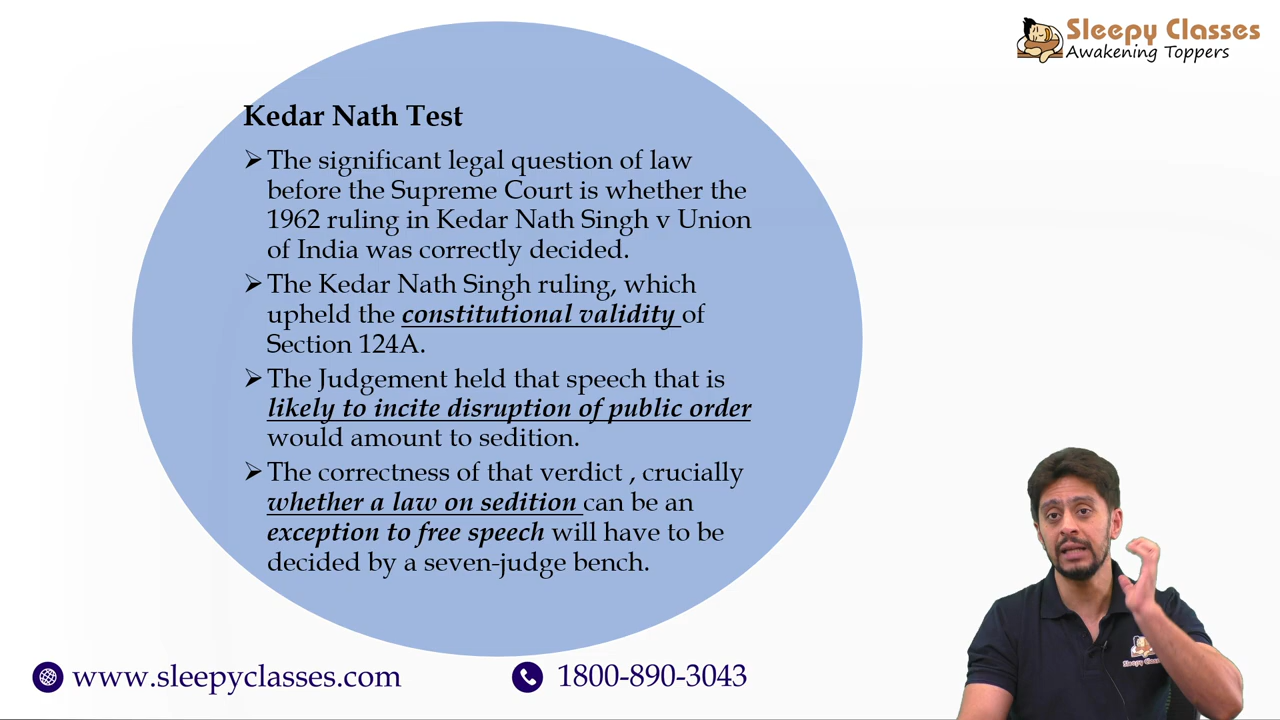 Sleepy Classes
Awakening Toppers
Kedar Nath Test
➢The significant legal question of law
before the Supreme Court is whether the
1962 ruling in Kedar Nath Singh v Union
of India was correctly decided.
➢The Kedar Nath Singh ruling, which
upheld the constitutional validity of
Section 124A.
➢The Judgement held that speech that is
likely to incite disruption of public order
would amount to sedition.
➢The correctness of that verdict , crucially
whether a law on sedition can be an
exception to free speech will have to be
decided by a seven-judge bench.
www.sleepyclasses.com
1800-890-3043